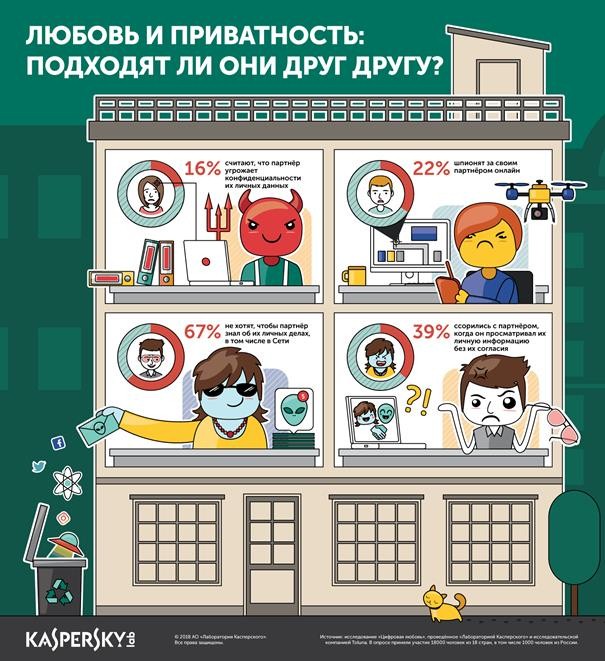 ЛЮБОВЬ И ПРИВАТНОСТЬ:
ПОДХОДЯТ ЛИ ОНИ ДРУГ ДРУГУ?
16% считают, что партнёр
угрожает
конфиденциальности
их личных данных
22% шпионят за своим
партнёром онлайн
67% не хотят, чтобы партнёр
знал об их личных делах,
в том числе в Сети
39% ссорились с партнёром,
когда он просматривал их
личную информацию
без их согласия
5
?!
f
KASPERSKY lab
© 2018 АО «Лаборатория Касперского».
Все права защищены.
Источник: исследование «Цифровая любовь», проведённое «Лабораторией Касперского» и исследовательской
компанией Toluna. В опросе приняли участие 18000 человек из 18 стран, в том числе 1000 человек из России.